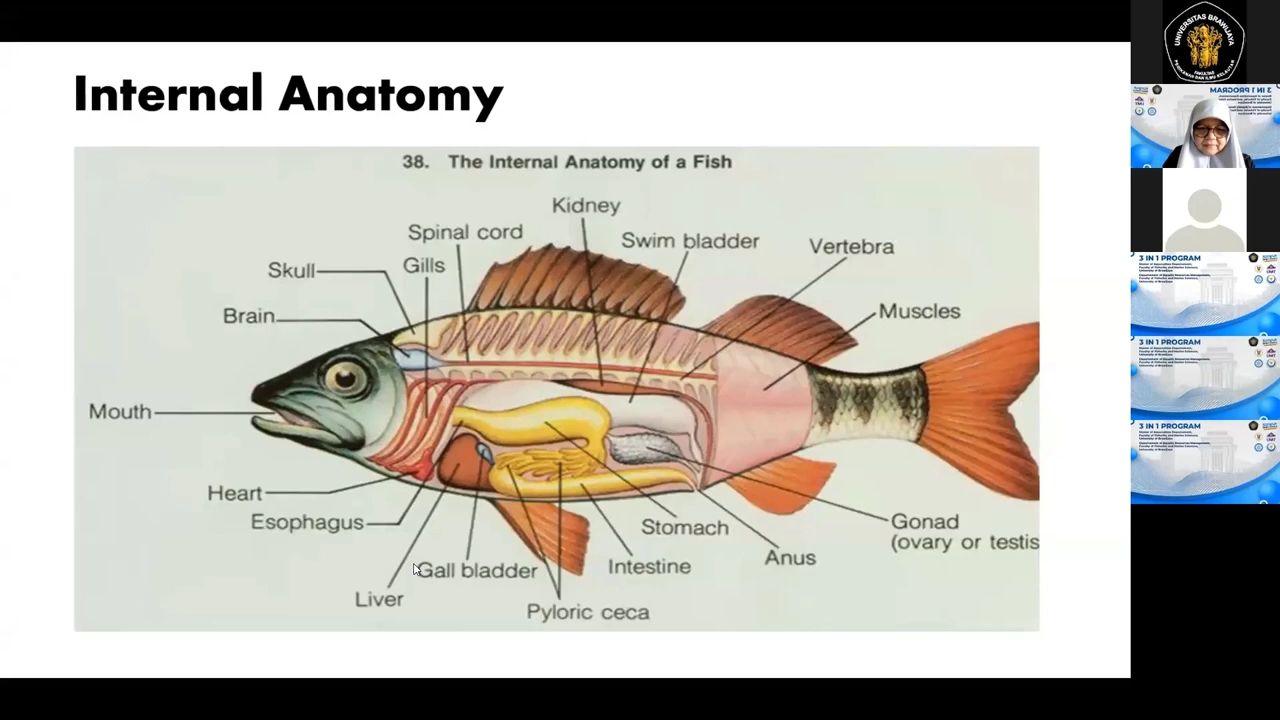 Internal Anatomy
38. The Internal Anatomy of a Fish
Kidney
Spinal cord
Swim bladder
Vertebra
Skull
Gills
Brain
Muscles
Mouth
Heart
Esophagus
Stomach
Gonad
(ovary or testis
Anus
Gall bladder
Intestine
Liver
Pyloric ceca
UNIVERSITAS BRAWIJAYA
3 IN 1 PROGRAM
3 IN 1 PROGRAM
3 IN 1 PROGRAM
3 IN 1 PROGRAM